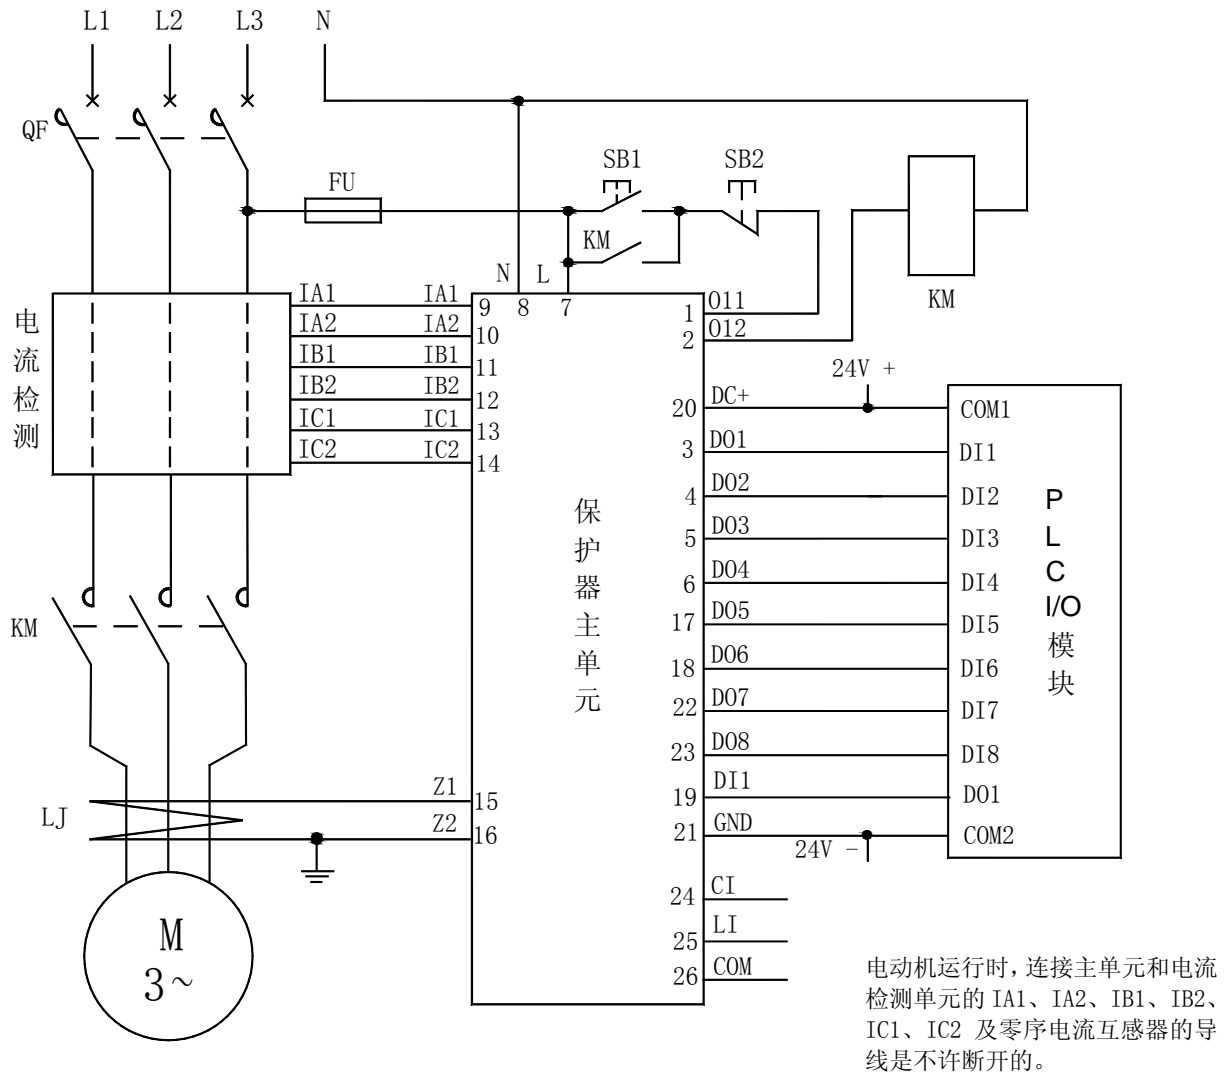 L1 L2 L3 N
QF
FU
SB1 SB2
KM
KM
N L
9 8 7
IA1 IA1
IA2 IA2 10
IB1 IB1 11
IB2 IB2 12
IC1 IC1 13
IC2 IC2 14
电流检测
1 O11
2 O12
24V +
20 DC+ COM1
3 DO1 DI1
4 DO2 DI2
5 DO3 DI3
6 DO4 DI4
17 DO5 DI5
18 DO6 DI6
22 DO7 DI7
23 DO8 DI8
19 DI1 DO1
21 GND COM2
24V -
保护器主单元
PLC I/O模块
KM
LJ
Z1 15
Z2 16
24 CI
25 LI
26 COM
M
3~
电动机运行时,连接主单元和电流
检测单元的 IA1、IA2、IB1、IB2、
IC1、IC2 及零序电流互感器的导
线是不许断开的。